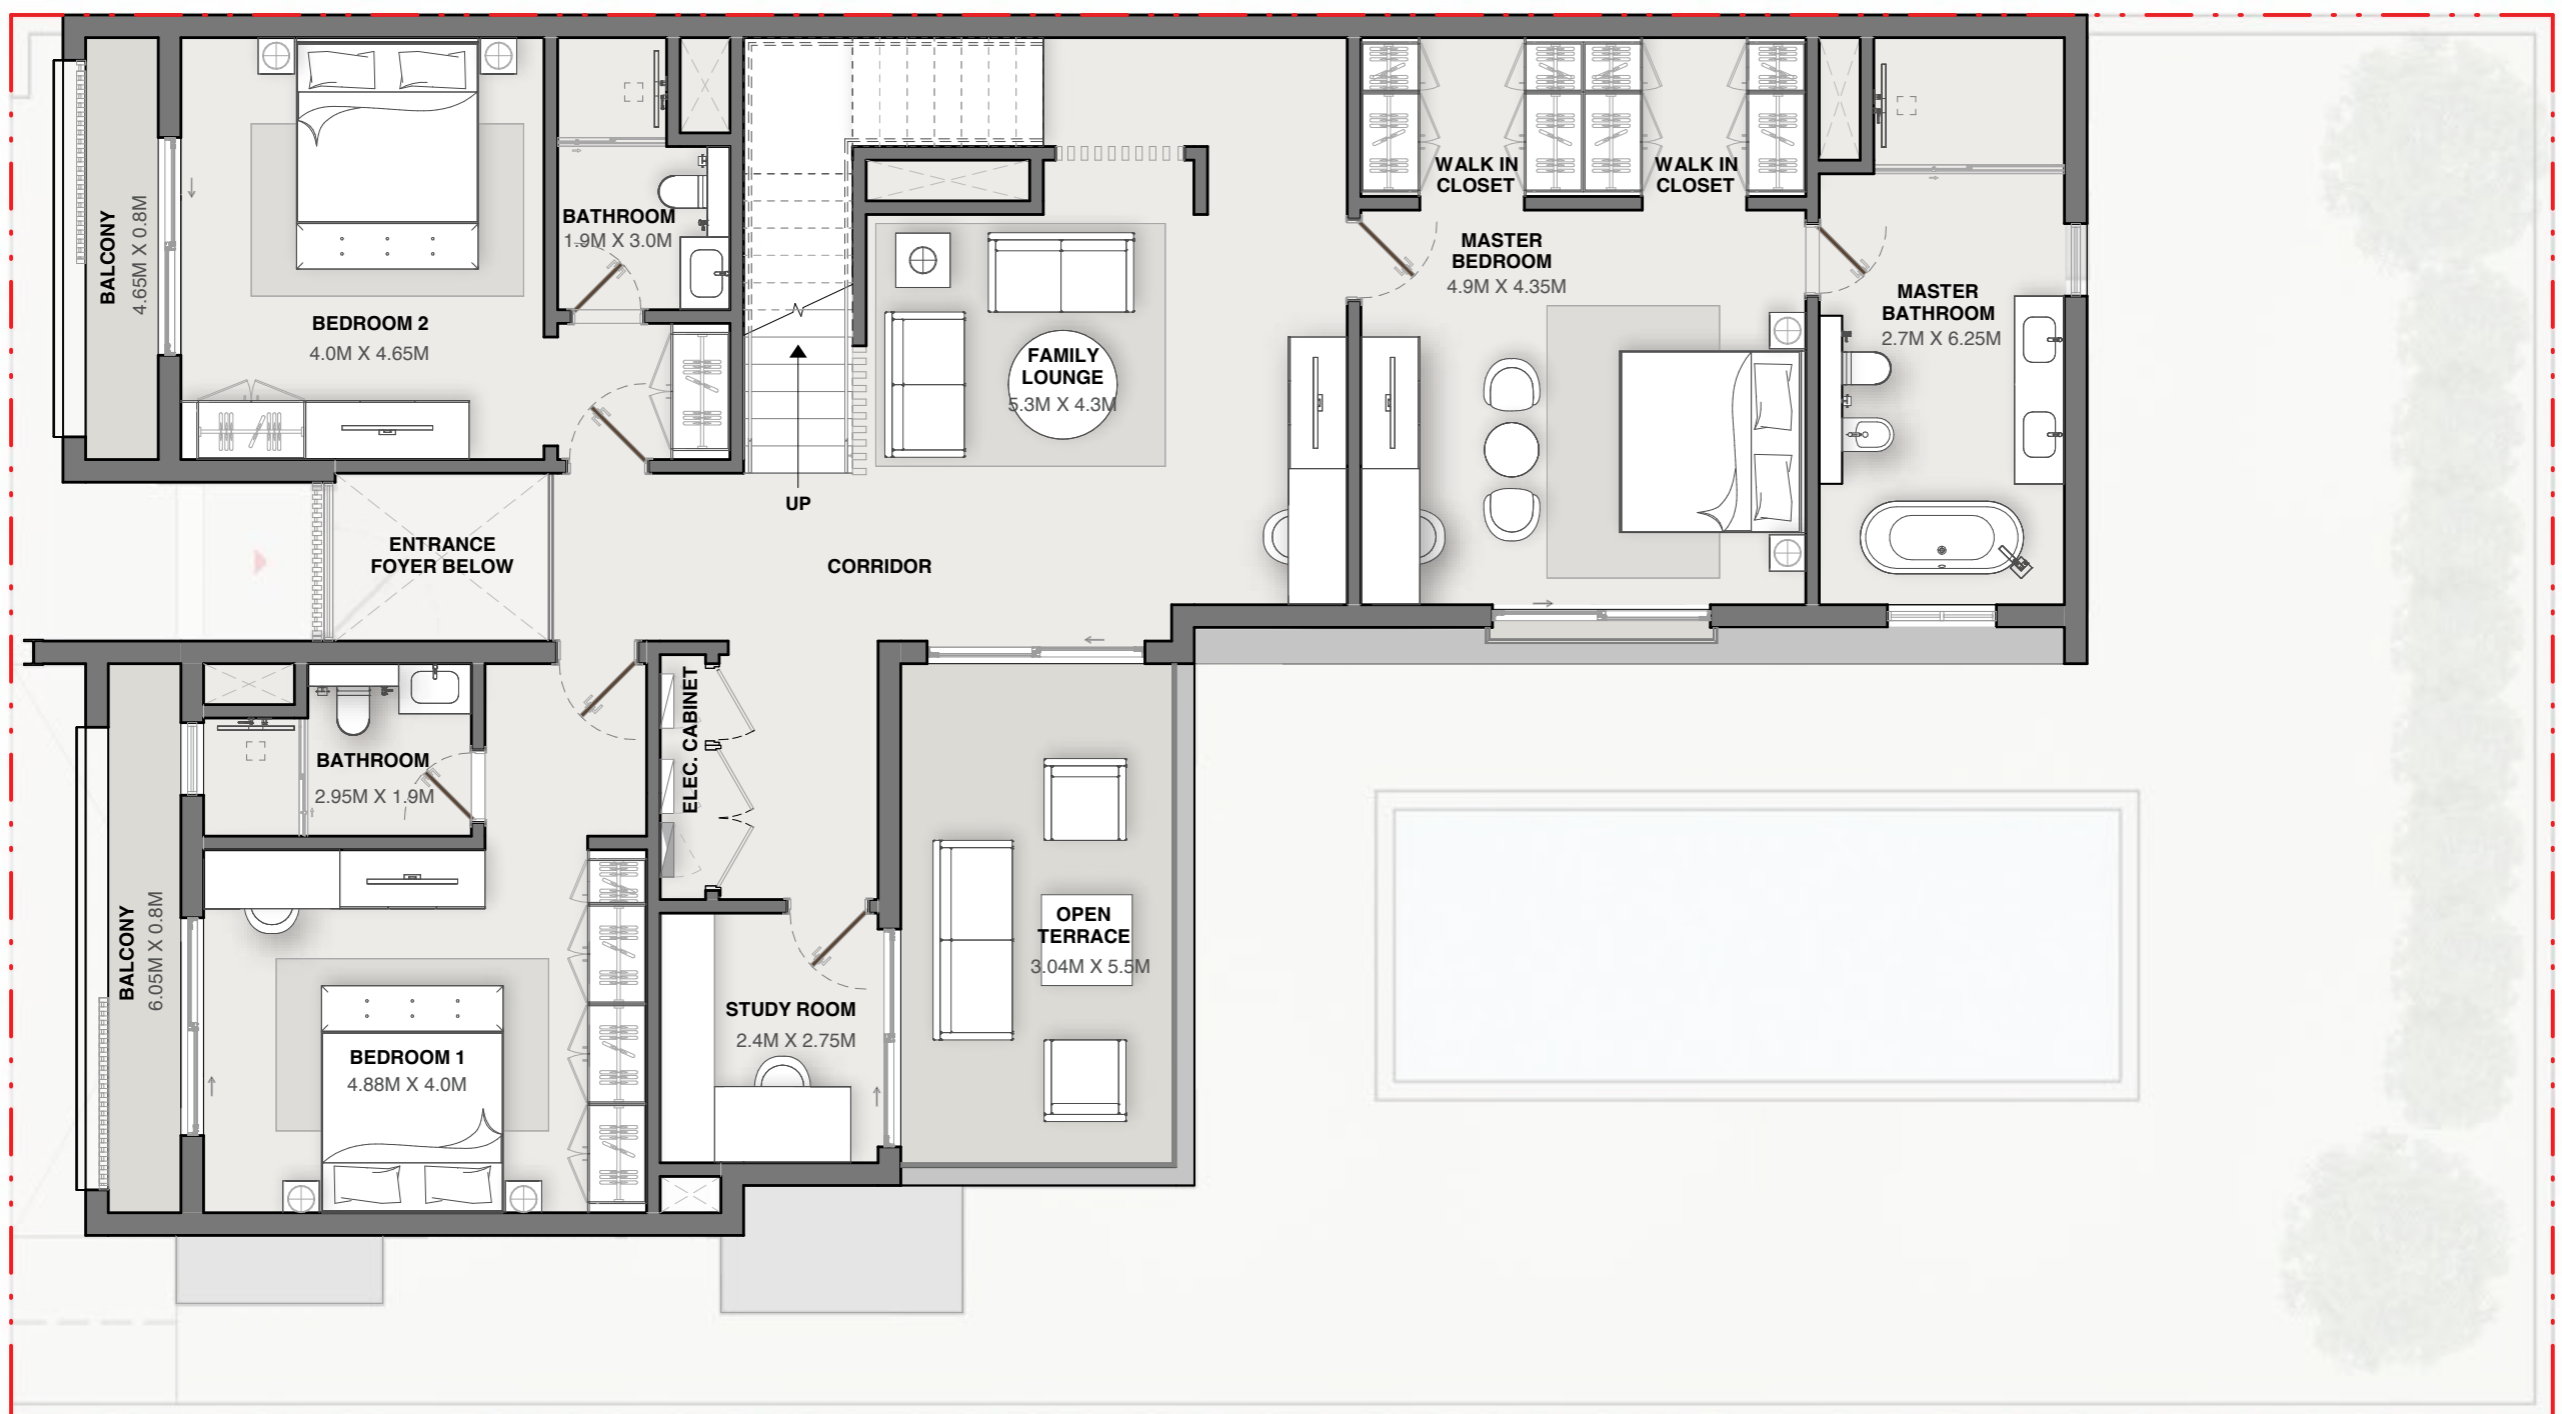 BALCONY
4.65M X 0.8M
BEDROOM 2
4.0M X 4.65M
BATHROOM
1.9M X 3.0M
UP
FAMILY
LOUNGE
5.3M X 4.3M
WALK IN
CLOSET
WALK IN
CLOSET
MASTER
BEDROOM
4.9M X 4.35M
MASTER
BATHROOM
2.7M X 6.25M
ENTRANCE
FOYER BELOW
CORRIDOR
BATHROOM
2.95M X 1.9M
ELEC. CABINET
BALCONY
6.05M X 0.8M
BEDROOM 1
4.88M X 4.0M
STUDY ROOM
2.4M X 2.75M
OPEN
TERRACE
3.04M X 5.5M